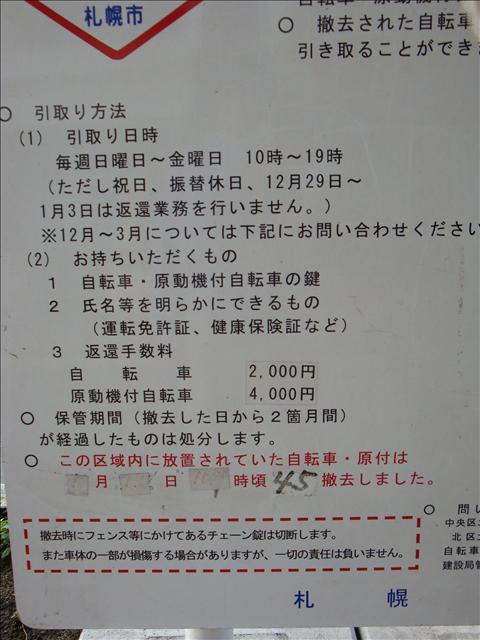 札幌市
自転車・原動機付自転
○ 撤去された自転車
引き取ることができ
○ 引取り方法
(1) 引取り日時
毎週日曜日～金曜日 10時～19時
(ただし祝日、振替休日、12月29日～
1月3日は返還業務を行いません。)
※12月～3月については下記にお問い合わせください
(2) お持ちいただくもの
1 自転車・原動機付自転車の鍵
2 氏名等を明らかにできるもの
(運転免許証、健康保険証など)
3 返還手数料
自転車 2,000円
原動機付自転車 4,000円
○ 保管期間(撤去した日から2箇月間)
が経過したものは処分します。
○ この区域内に放置されていた自転車・原付は
月 日 時頃 45 撤去しました。
撤去時にフェンス等にかけてあるチェーン錠は切断します。
また車体の一部が損傷する場合がありますが、一切の責任は負いません。
○ 問い
中央区土
北区土
自転車
建設局管
札幌